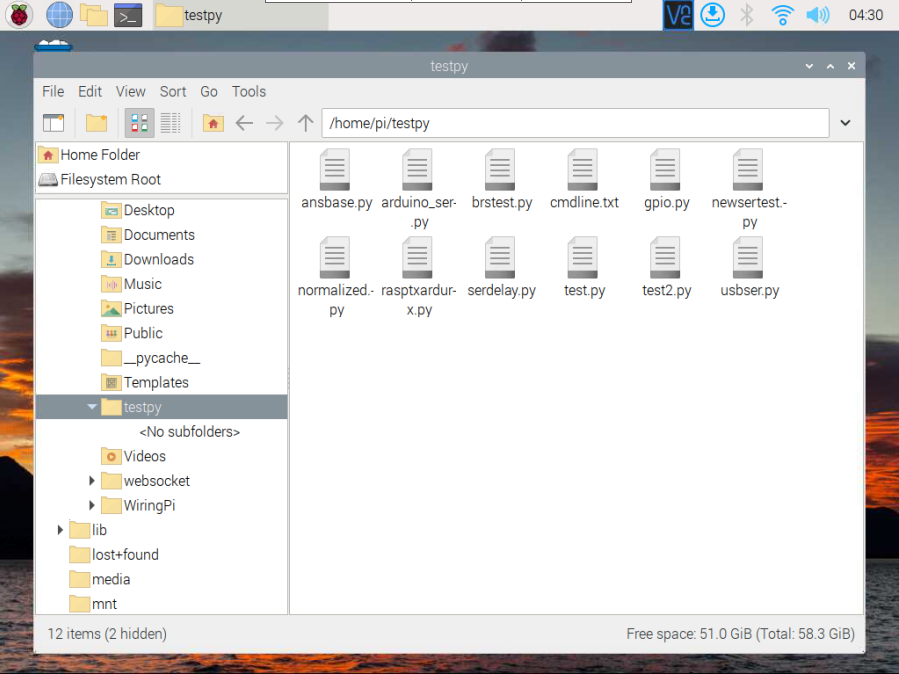 testpy
04:30
testpy
File Edit View Sort Go Tools
/home/pi/testpy
Home Folder
Filesystem Root
Desktop
Documents
Downloads
Music
Pictures
Public
__pycache__
Templates
testpy
<No subfolders>
Videos
websocket
WiringPi
lib
lost+found
media
mnt
ansbase.py arduino_ser- brstest.py cmdline.txt gpio.py newsertest.-
.py py
normalized.- rasptxardur- serdelay.py test.py test2.py usbser.py
py x.py
12 items (2 hidden) Free space: 51.0 GiB (Total: 58.3 GiB)